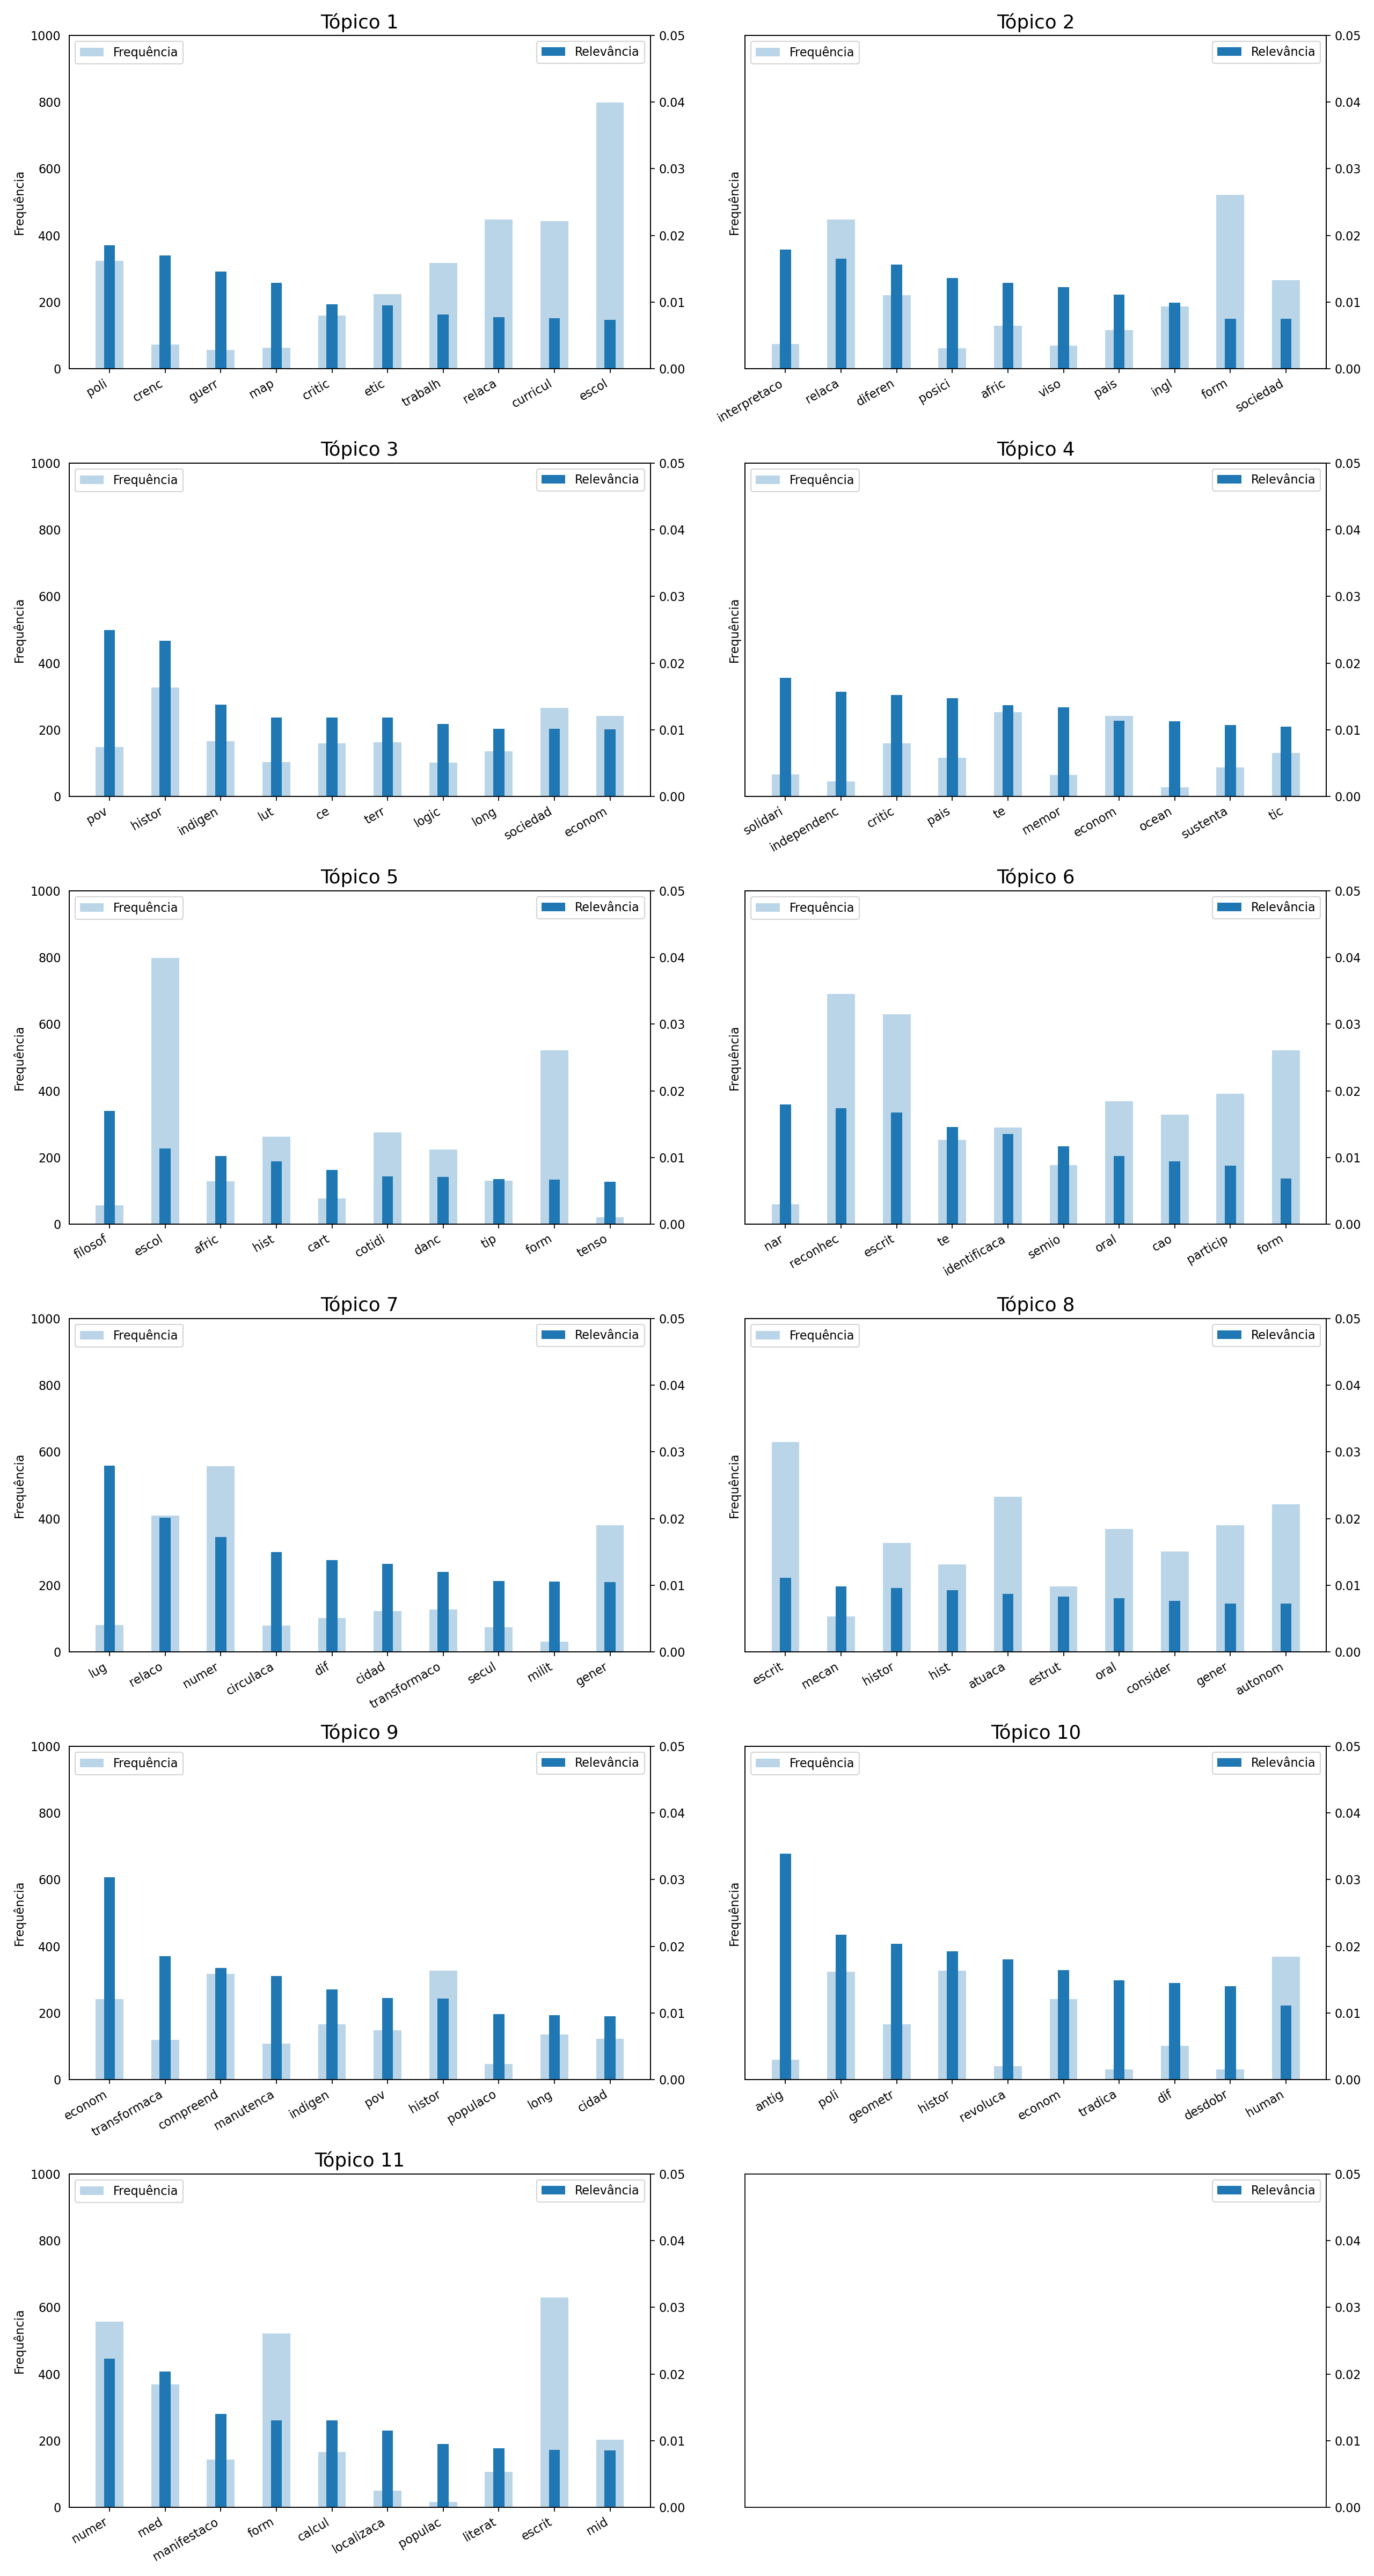 Tópico 1
Frequência
Relevância
1000
800
600
400
200
0
Frequência
0.05
0.04
0.03
0.02
0.01
0.00
poli
crenc
guerr
map
critic
etic
trabalh
relaca
curricul
escol
Tópico 2
Frequência
Relevância
Frequência
0.05
0.04
0.03
0.02
0.01
0.00
interpretaco
relaca
diferen
posici
afric
viso
pais
ingl
form
sociedad
Tópico 3
Frequência
Relevância
1000
800
600
400
200
0
Frequência
0.05
0.04
0.03
0.02
0.01
0.00
pov
histor
indigen
lut
ce
terr
logic
long
sociedad
econom
Tópico 4
Frequência
Relevância
Frequência
0.05
0.04
0.03
0.02
0.01
0.00
solidari
independenc
critic
pais
te
memor
econom
ocean
sustenta
tic
Tópico 5
Frequência
Relevância
1000
800
600
400
200
0
Frequência
0.05
0.04
0.03
0.02
0.01
0.00
filosof
escol
afric
hist
cart
cotidi
danc
tip
form
tenso
Tópico 6
Frequência
Relevância
Frequência
0.05
0.04
0.03
0.02
0.01
0.00
nar
reconhec
escrit
te
identificaca
semio
oral
cao
particip
form
Tópico 7
Frequência
Relevância
1000
800
600
400
200
0
Frequência
0.05
0.04
0.03
0.02
0.01
0.00
lug
relaco
numer
circulaca
dif
cidad
transformaco
secul
milit
gener
Tópico 8
Frequência
Relevância
Frequência
0.05
0.04
0.03
0.02
0.01
0.00
escrit
mecan
histor
hist
atuaca
estrut
oral
consider
gener
autonom
Tópico 9
Frequência
Relevância
1000
800
600
400
200
0
Frequência
0.05
0.04
0.03
0.02
0.01
0.00
econom
transformaca
compreend
manutenca
indigen
pov
histor
populaco
long
cidad
Tópico 10
Frequência
Relevância
Frequência
0.05
0.04
0.03
0.02
0.01
0.00
antig
poli
geometr
histor
revoluca
econom
tradica
dif
desdobr
human
Tópico 11
Frequência
Relevância
1000
800
600
400
200
0
Frequência
0.05
0.04
0.03
0.02
0.01
0.00
numer
med
manifestaco
form
calcul
localizaca
populac
literat
escrit
mid
Relevância
0.05
0.04
0.03
0.02
0.01
0.00